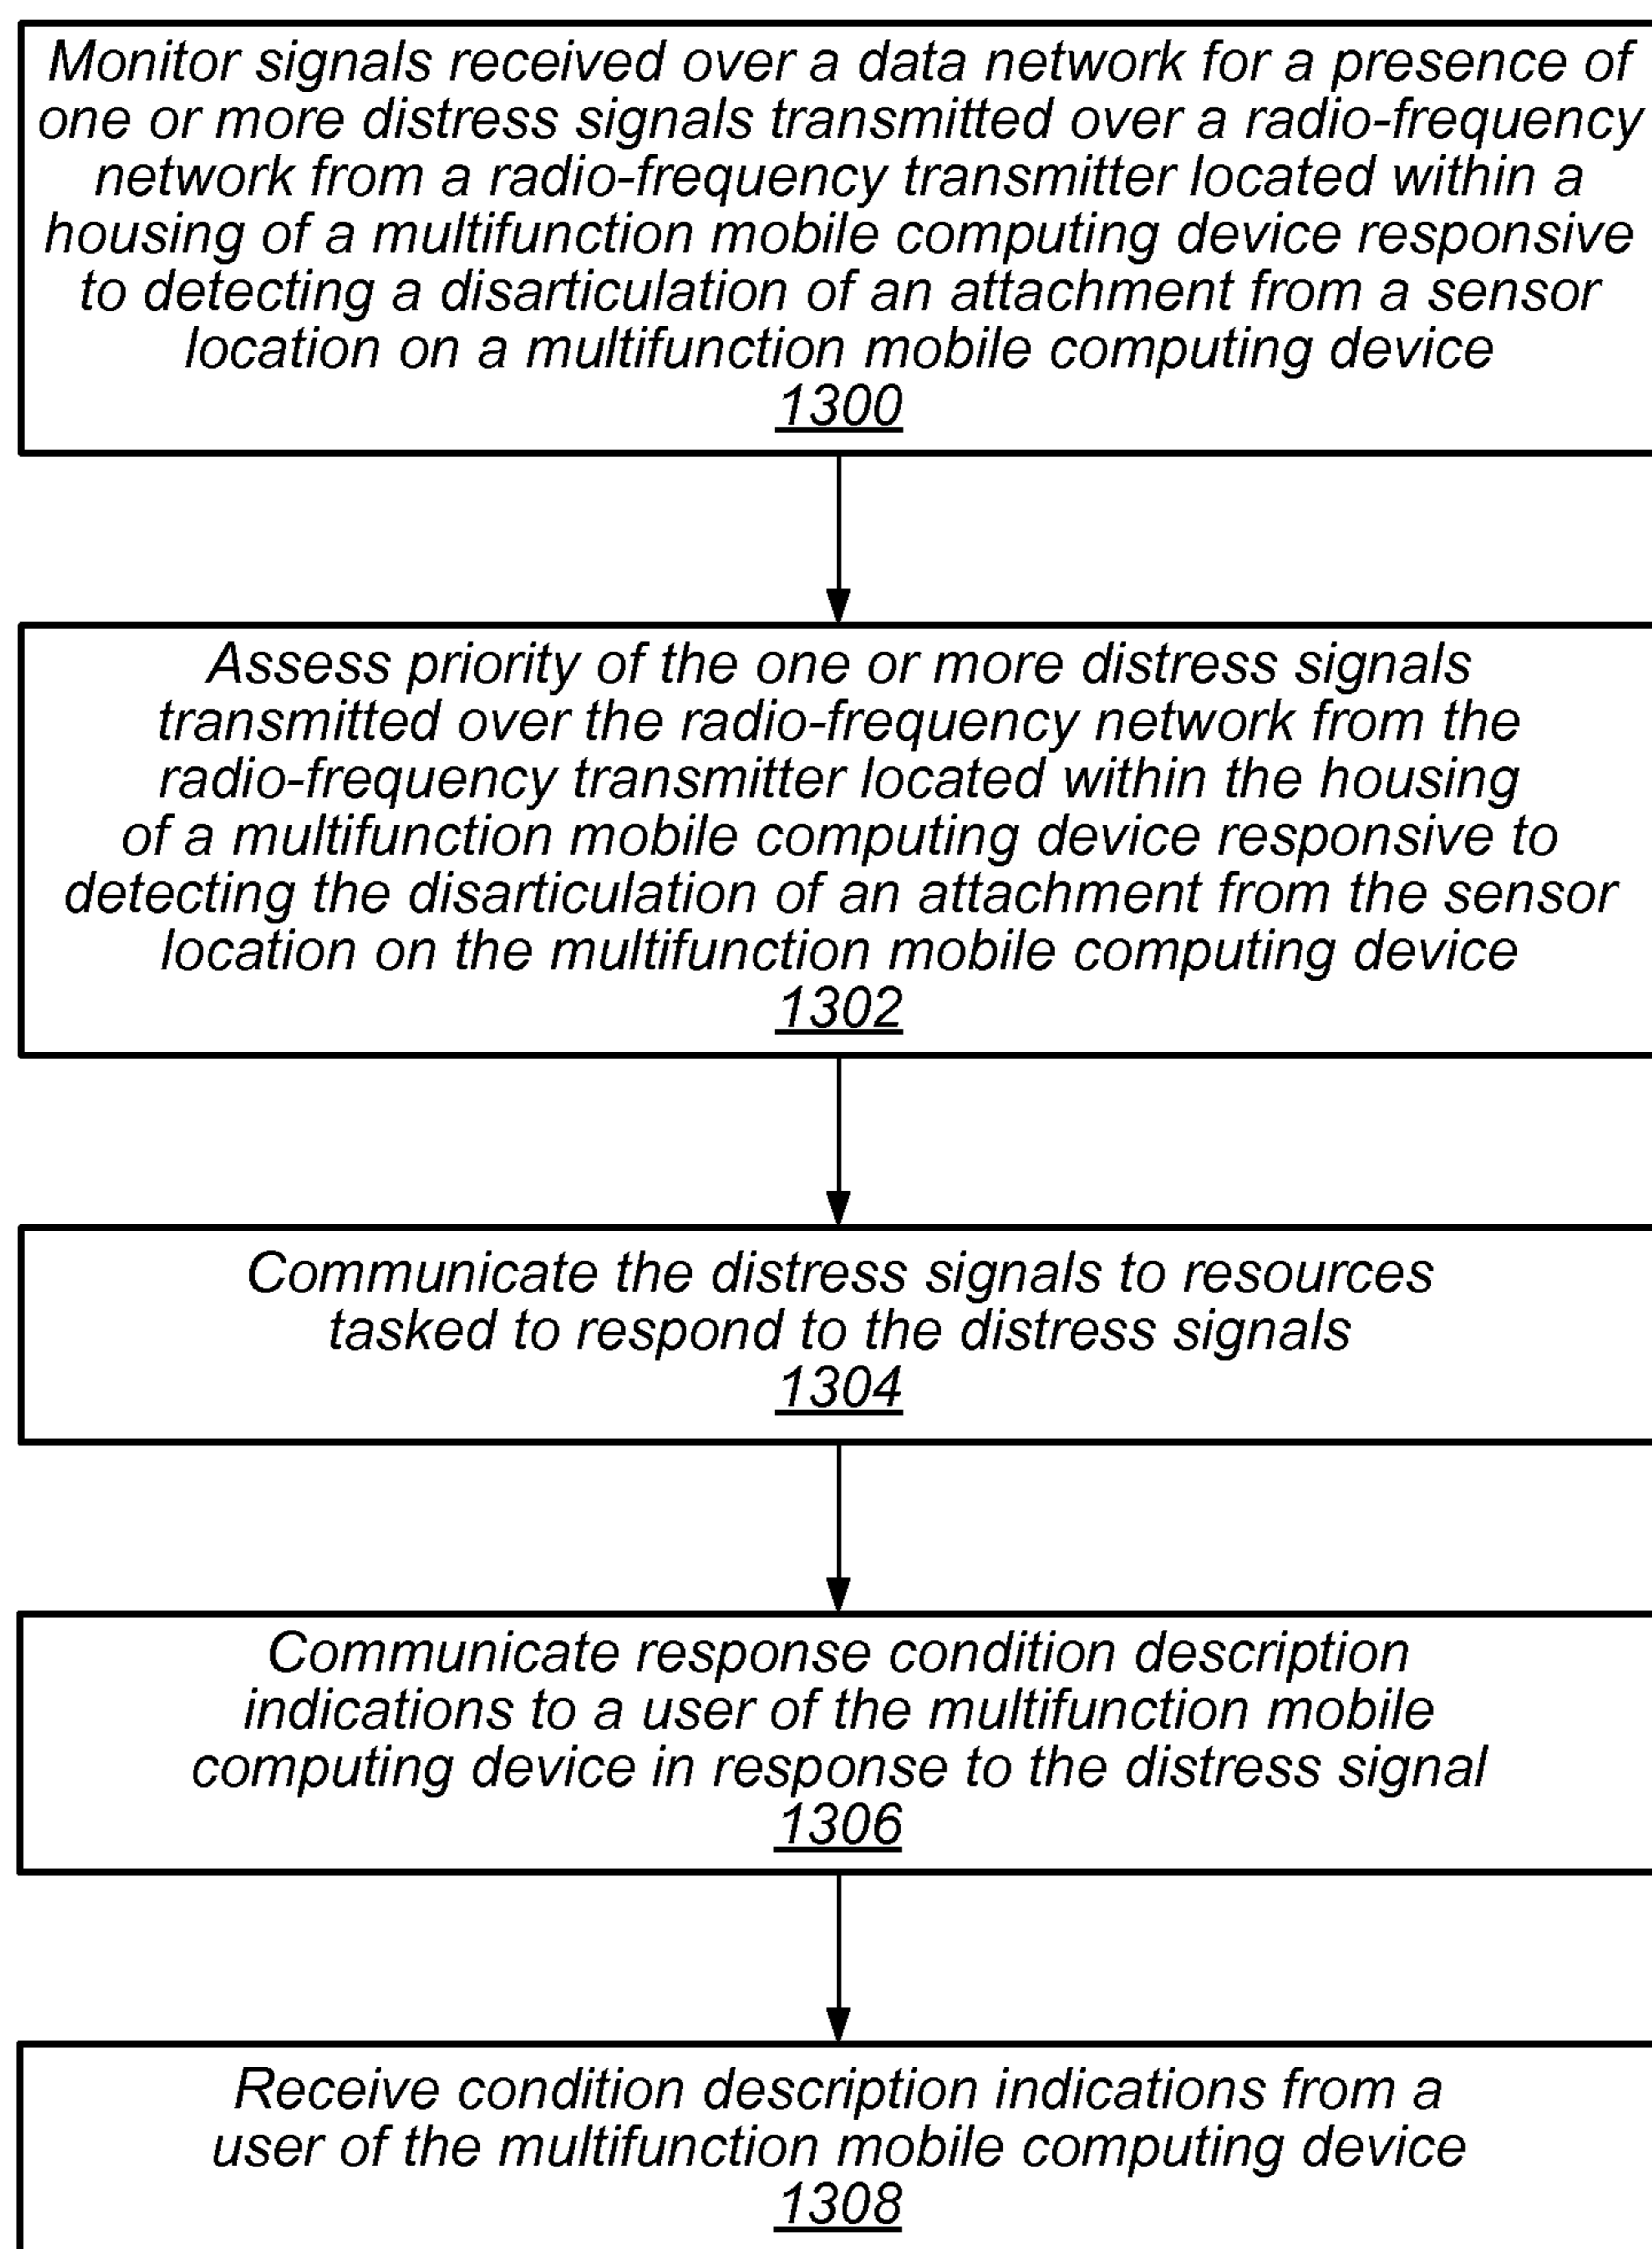 Monitor signals received over a data network for a presence of
one or more distress signals transmitted over a radio-frequency
network from a radio-frequency transmitter located within a
housing of a multifunction mobile computing device responsive
to detecting a disarticulation of an attachment from a sensor
location on a multifunction mobile computing device
1300
Assess priority of the one or more distress signals
transmitted over the radio-frequency network from the
radio-frequency transmitter located within the housing
of a multifunction mobile computing device responsive to
detecting the disarticulation of an attachment from the sensor
location on the multifunction mobile computing device
1302
Communicate the distress signals to resources
tasked to respond to the distress signals
1304
Communicate response condition description
indications to a user of the multifunction mobile
computing device in response to the distress signal
1306
Receive condition description indications from a
user of the multifunction mobile computing device
1308